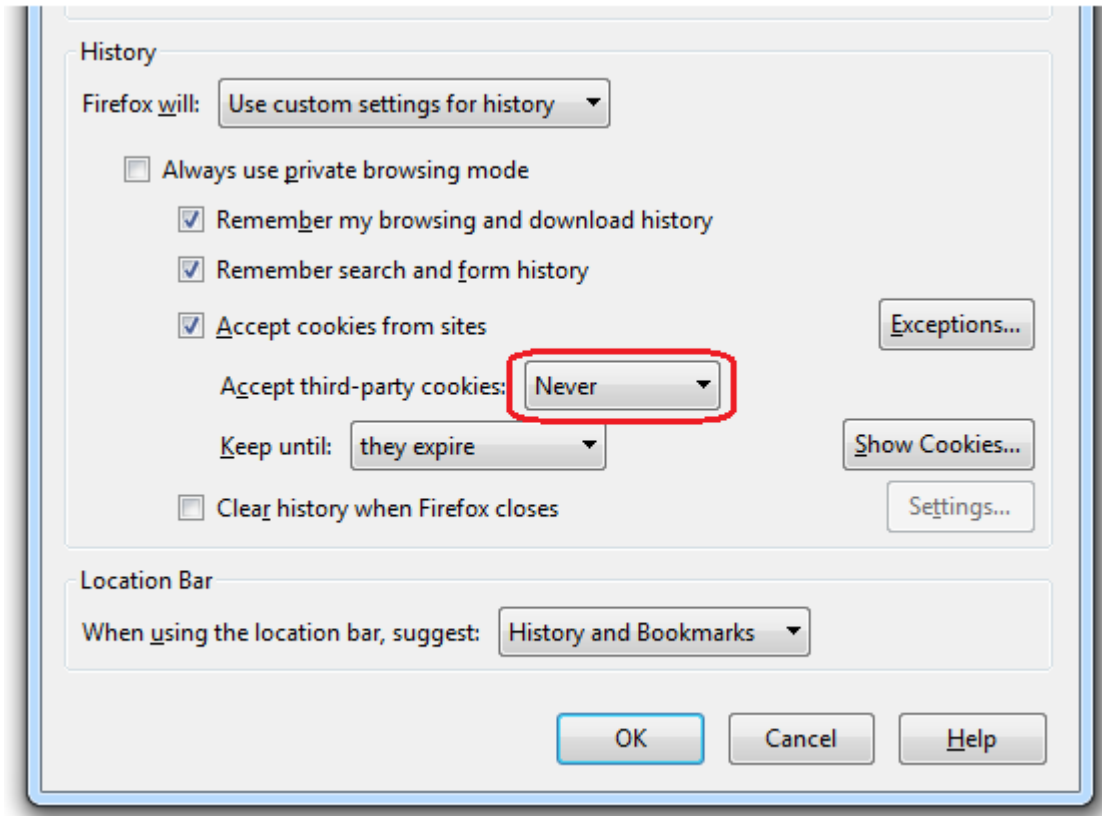 History
Firefox will: Use custom settings for history
Always use private browsing mode
Remember my browsing and download history
Remember search and form history
Accept cookies from sites Exceptions...
Accept third-party cookies: Never
Keep until: they expire Show Cookies...
Clear history when Firefox closes Settings...
Location Bar
When using the location bar, suggest: History and Bookmarks
OK Cancel Help